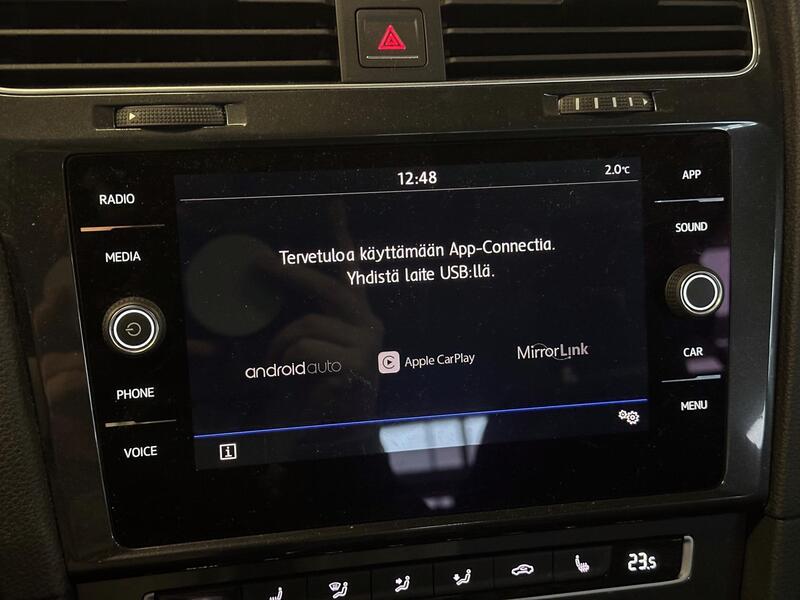 12:48
2.0°C
RADIO
MEDIA
PHONE
VOICE
Tervetuloa käyttämään App-Connectia.
Yhdistä laite USB:llä.
androidauto
Apple CarPlay
MirrorLink
i
APP
SOUND
CAR
MENU
23.5